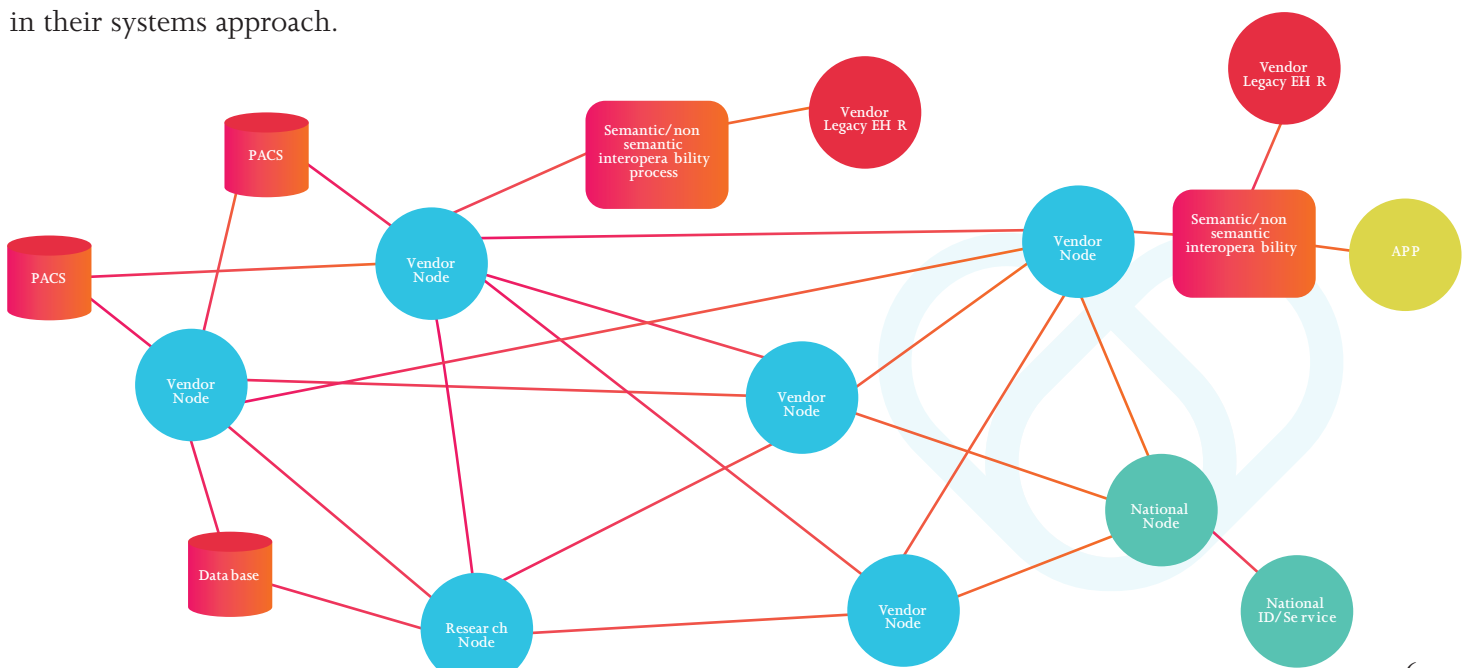 in their systems approach.
Vendor
Legacy EH R
Vendor
Legacy EH R
Semantic/non
semantic
interopera bility
process
PACS
Semantic/non
semantic
interopera bility
APP
Vendor
Node
PACS
Vendor
Node
Vendor
Node
Vendor
Node
National
Node
Data base
Resear ch
Node
Vendor
Node
National
ID/Se rvice